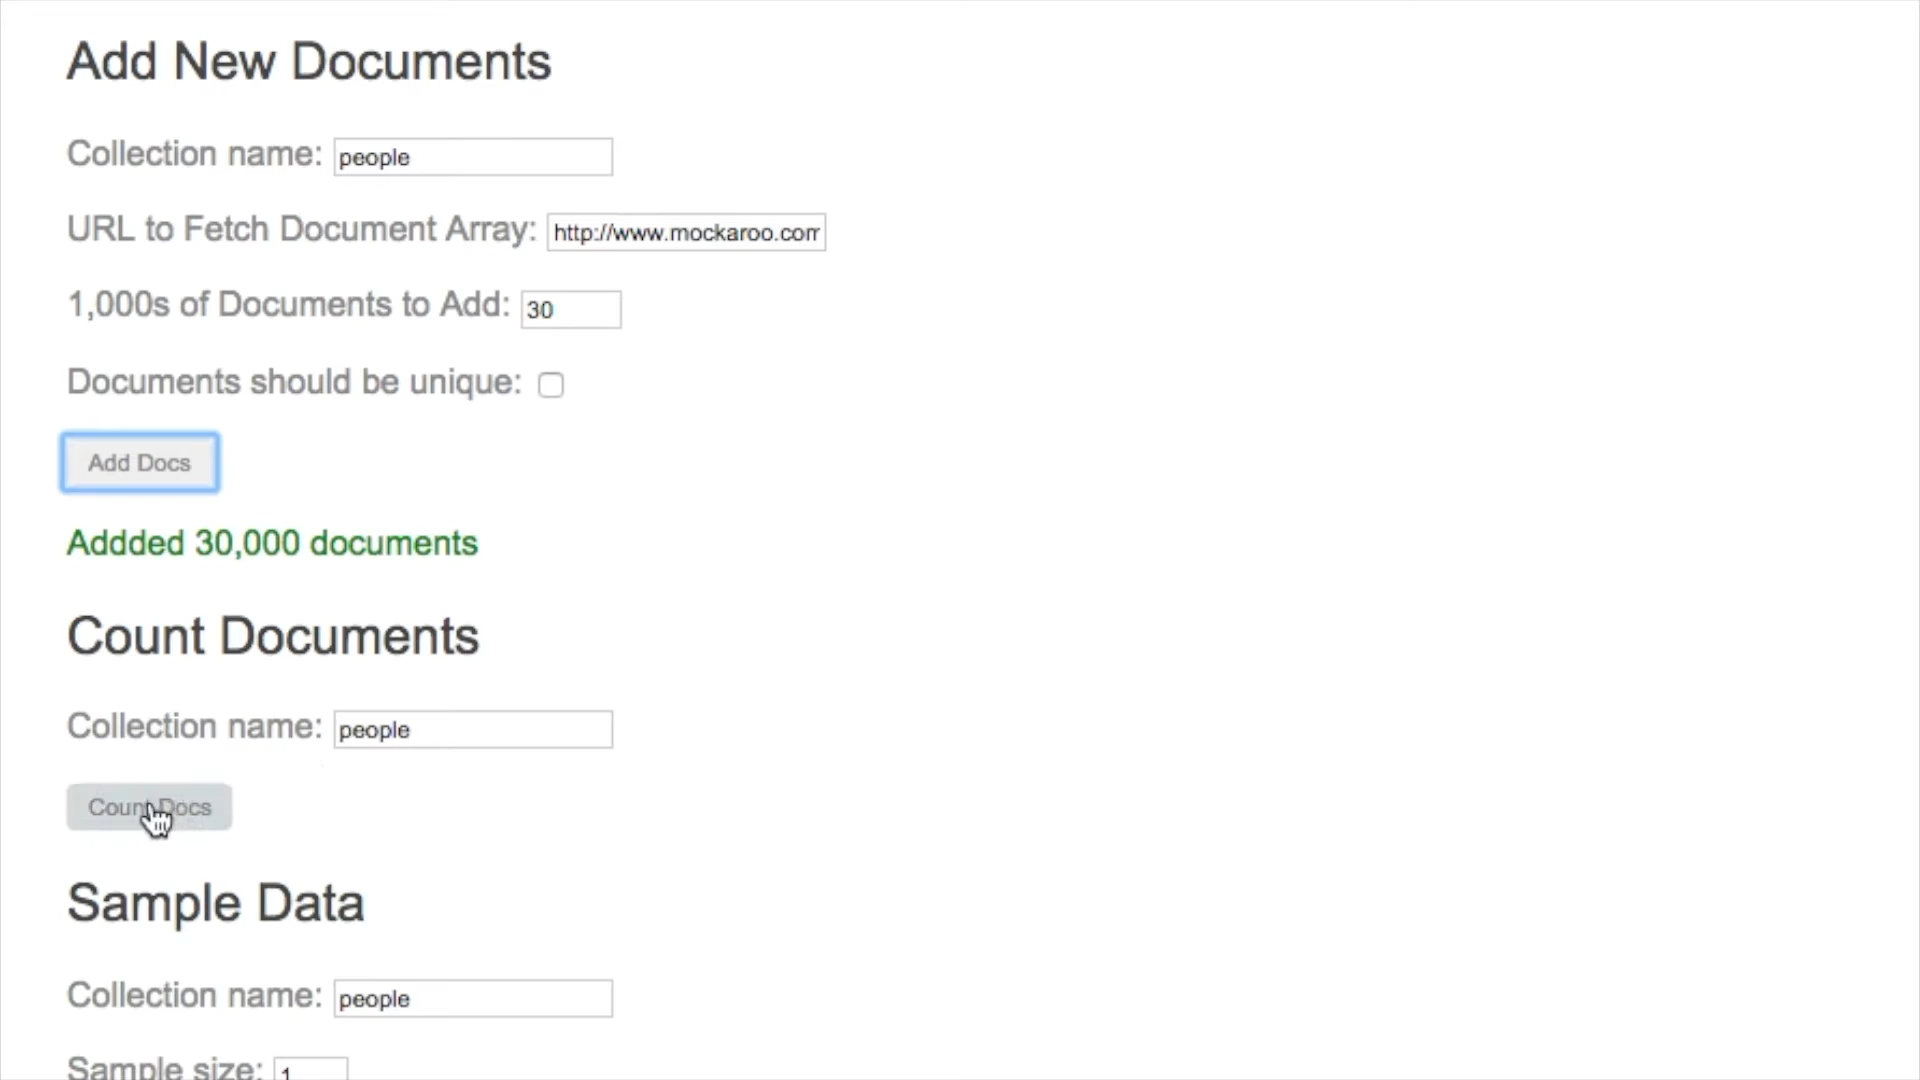 Add New Documents
Collection name: people
URL to Fetch Document Array: http://www.mockaroo.com
1,000s of Documents to Add: 30
Documents should be unique:
Add Docs
Addded 30,000 documents
Count Documents
Collection name: people
Count Docs
Sample Data
Collection name: people
Sample size: 1